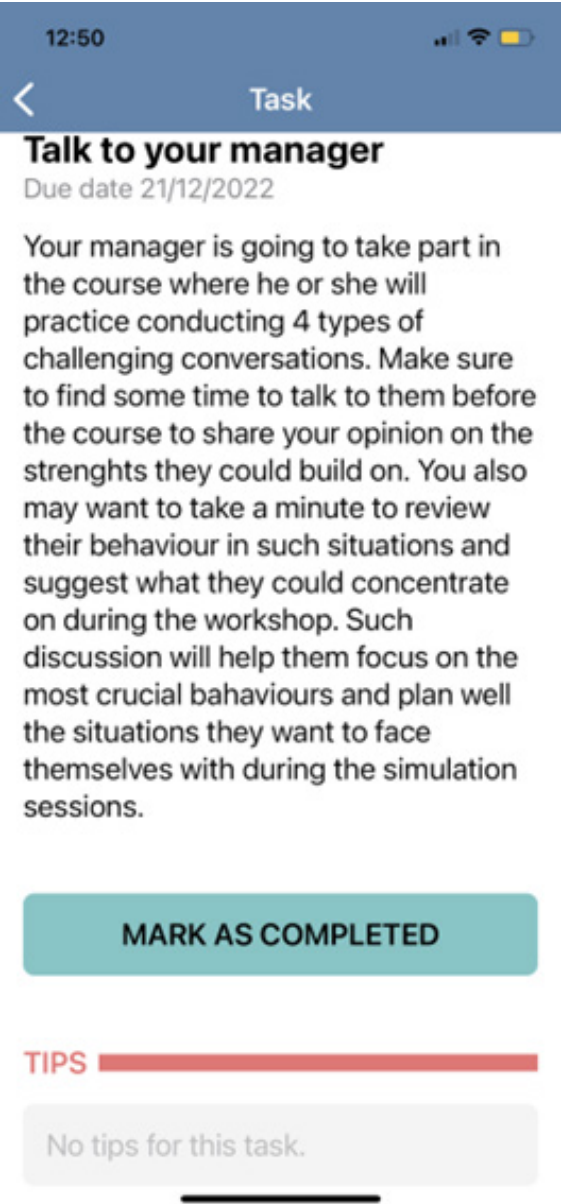 12:50
Task
Talk to your manager
Due date 21/12/2022
Your manager is going to take part in
the course where he or she will
practice conducting 4 types of
challenging conversations. Make sure
to find some time to talk to them before
the course to share your opinion on the
strenghts they could build on. You also
may want to take a minute to review
their behaviour in such situations and
suggest what they could concentrate
on during the workshop. Such
discussion will help them focus on the
most crucial bahaviours and plan well
the situations they want to face
themselves with during the simulation
sessions.
MARK AS COMPLETED
TIPS
No tips for this task.